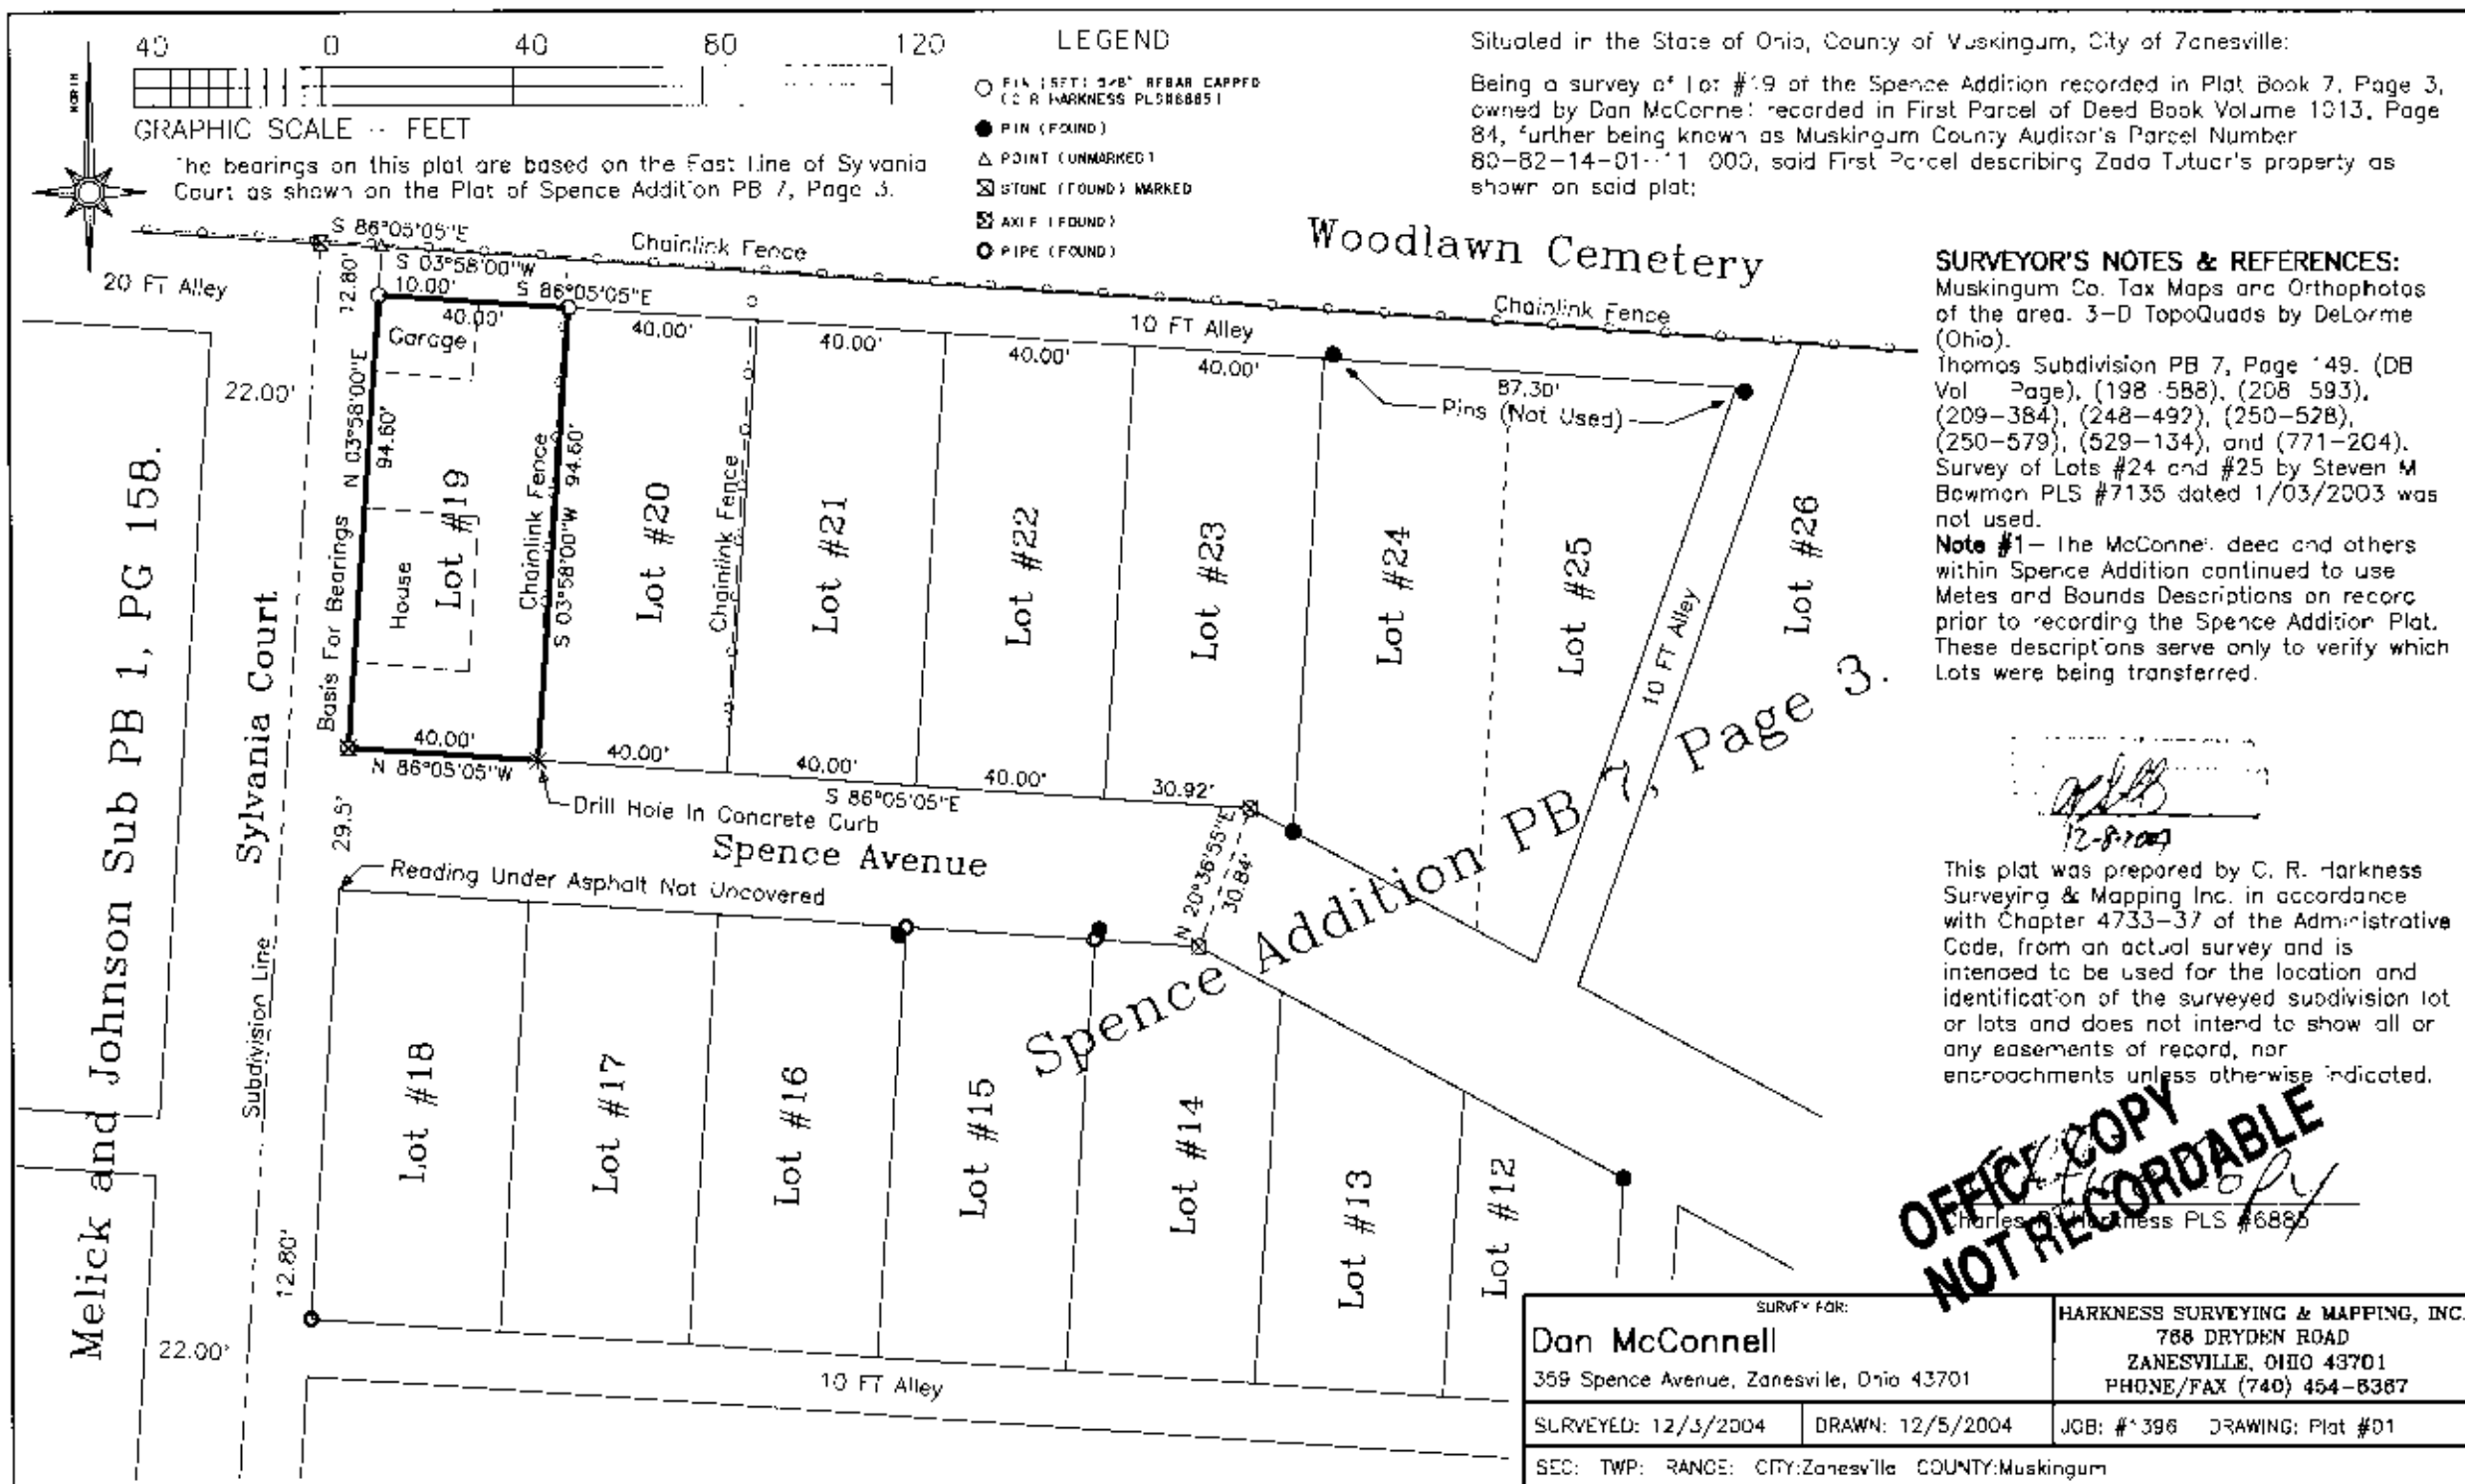 40 0 40 80 120
NORTH
GRAPHIC SCALE -- FEET
The bearings on this plat are based on the East Line of Sylvania
Court as shown on the Plat of Spence Addition PB 7, Page 3.
LEGEND
PIN (SET) 5/8" REBAR CAPPED
(C R HARKNESS PLS#6885)
PIN (FOUND)
POINT (UNMARKED)
STONE (FOUND) MARKED
AXLE (FOUND)
PIPE (FOUND)
Situated in the State of Ohio, County of Muskingum, City of Zanesville:
Being a survey of Lot #19 of the Spence Addition recorded in Plat Book 7, Page 3,
owned by Dan McConnel recorded in First Parcel of Deed Book Volume 1013, Page
84, further being known as Muskingum County Auditor's Parcel Number
80-82-14-01--11 000, said First Parcel describing Zada Tutuar's property as
shown on said plat:
Woodlawn Cemetery
SURVEYOR'S NOTES & REFERENCES:
Muskingum Co. Tax Maps and Orthophotos
of the area. 3-D TopoQuads by DeLorme
(Ohio).
Thomas Subdivision PB 7, Page 149. (DB
Vol Page), (198-588), (208 593),
(209-384), (248-492), (250-528),
(250-579), (529-134), and (771-204).
Survey of Lots #24 and #25 by Steven M
Bowman PLS #7135 dated 1/03/2003 was
not used.
Note #1- The McConnel deed and others
within Spence Addition continued to use
Metes and Bounds Descriptions on record
prior to recording the Spence Addition Plat.
These descriptions serve only to verify which
Lots were being transferred.
12-8-2004
This plat was prepared by C. R. Harkness
Surveying & Mapping Inc. in accordance
with Chapter 4733-37 of the Administrative
Code, from an actual survey and is
intended to be used for the location and
identification of the surveyed subdivision lot
or lots and does not intend to show all or
any easements of record, nor
encroachments unless otherwise indicated.
OFFICE COPY
NOT RECORDABLE
Charles R. Harkness PLS #6885
S 86°05'05"E
Chainlink Fence
S 03°58'00"W
12.80'
10.00'
20 FT Alley
S 86°05'05"E
40.00'
Garage
40.00'
40.00'
40.00'
40.00'
10 FT Alley
Chainlink Fence
87.30'
Pins (Not Used)
22.00'
N 03°58'00"E
94.60'
Basis For Bearings
House
Lot #19
Chainlink Fence
94.60'
S 03°58'00"W
Lot #20
Chainlink Fence
Lot #21
Lot #22
Lot #23
Lot #24
Lot #25
Lot #26
10 FT Alley
Melick and Johnson Sub PB 1, PG 158.
Sylvania Court
Subdivision Line
40.00'
N 86°05'05"W
40.00'
40.00'
40.00'
30.92'
S 86°05'05"E
Drill Hole In Concrete Curb
29.5'
Spence Avenue
Reading Under Asphalt Not Uncovered
N 20°36'55"E
30.84'
Spence Addition PB 7, Page 3.
Lot #18
Lot #17
Lot #16
Lot #15
Lot #14
Lot #13
Lot #12
12.80'
22.00'
10 FT Alley
SURVEY FOR:
Dan McConnell
359 Spence Avenue, Zanesville, Ohio 43701
HARKNESS SURVEYING & MAPPING, INC.
768 DRYDEN ROAD
ZANESVILLE, OHIO 43701
PHONE/FAX (740) 454-6367
SURVEYED: 12/3/2004 DRAWN: 12/5/2004 JOB: #1396 DRAWING: Plat #01
SEC: TWP: RANGE: CITY:Zanesville COUNTY:Muskingum